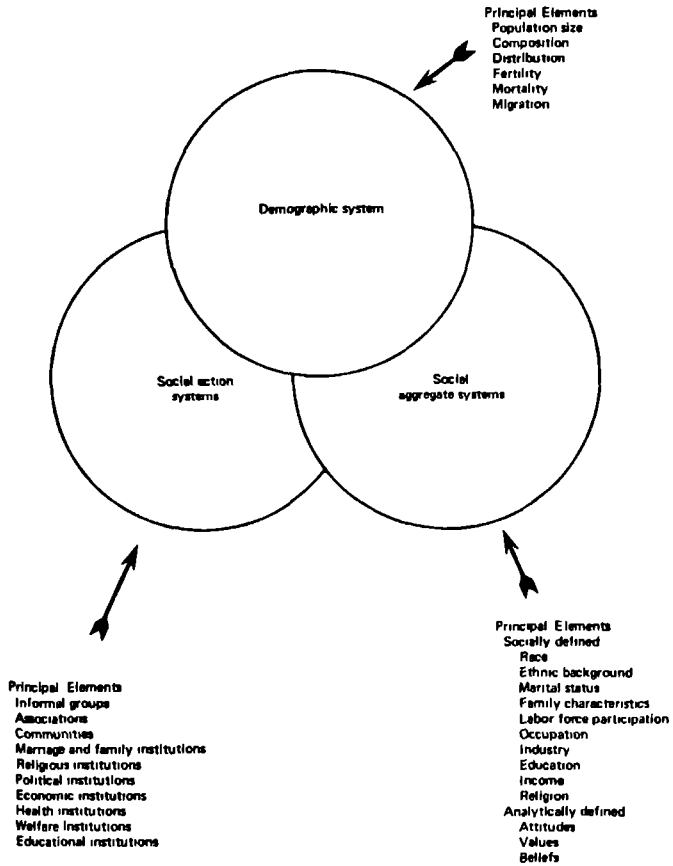 Principal Elements
Population size
Composition
Distribution
Fertility
Mortality
Migration
Demographic system
Social action
systems
Social
aggregate systems
Principal Elements
Informal groups
Associations
Communities
Marriage and family institutions
Religious institutions
Political institutions
Economic institutions
Health institutions
Welfare Institutions
Educational institutions
Principal Elements
Socially defined
Race
Ethnic background
Marital status
Family characteristics
Labor force participation
Occupation
Industry
Education
Income
Religion
Analytically defined
Attitudes
Values
Beliefs